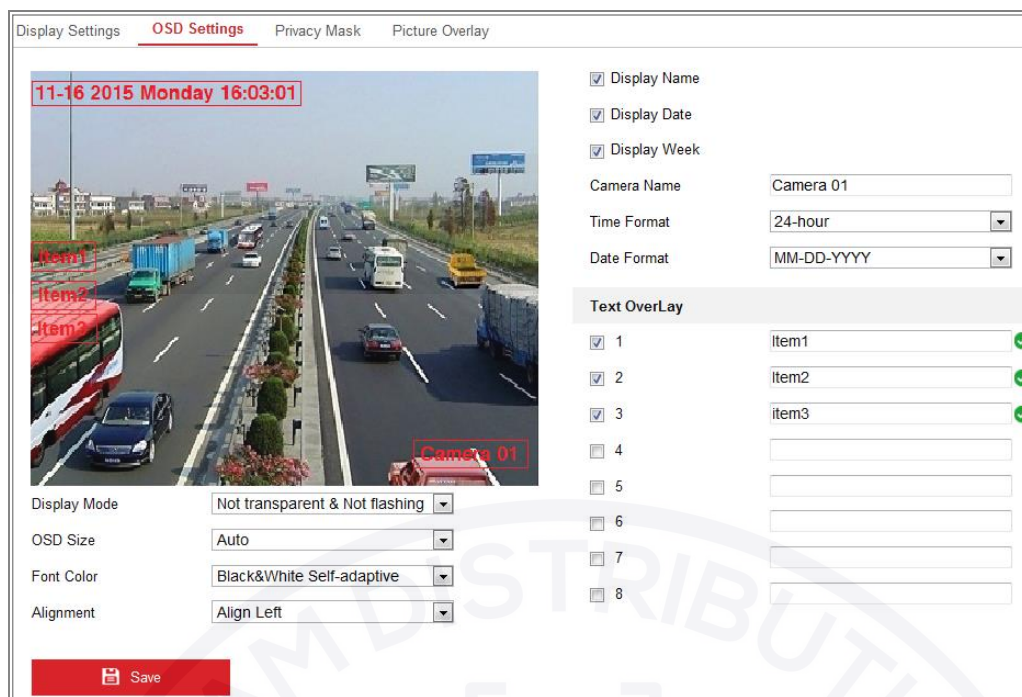 Display Settings OSD Settings Privacy Mask Picture Overlay
11-16 2015 Monday 16:03:01
Item1
Item2
Camera 01
Display Mode Not transparent & Not flashing
OSD Size Auto
Font Color Black&White Self-adaptive
Alignment Align Left
Save
Display Name
Display Date
Display Week
Camera Name Camera 01
Time Format 24-hour
Date Format MM-DD-YYYY
Text OverLay
1 Item1
2 Item2
3 item3
4
5
6
7
8